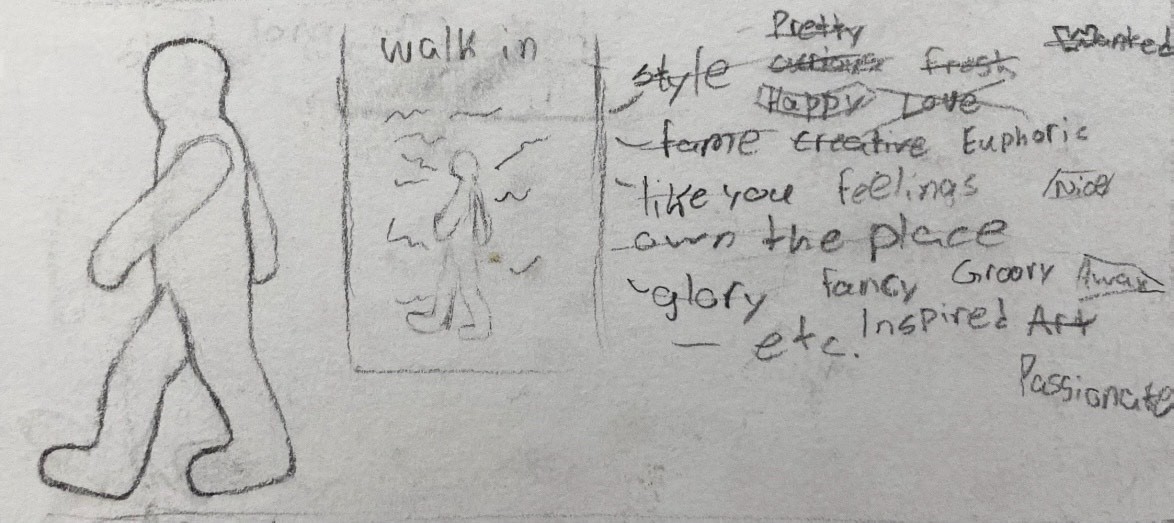 walk in
Pretty
style curious Fresh Wanted
Happy Love
- fame creative Euphoric
- like you feelings Nice
own the place
- glory fancy Groovy Away
- etc. Inspired Art
Passionate